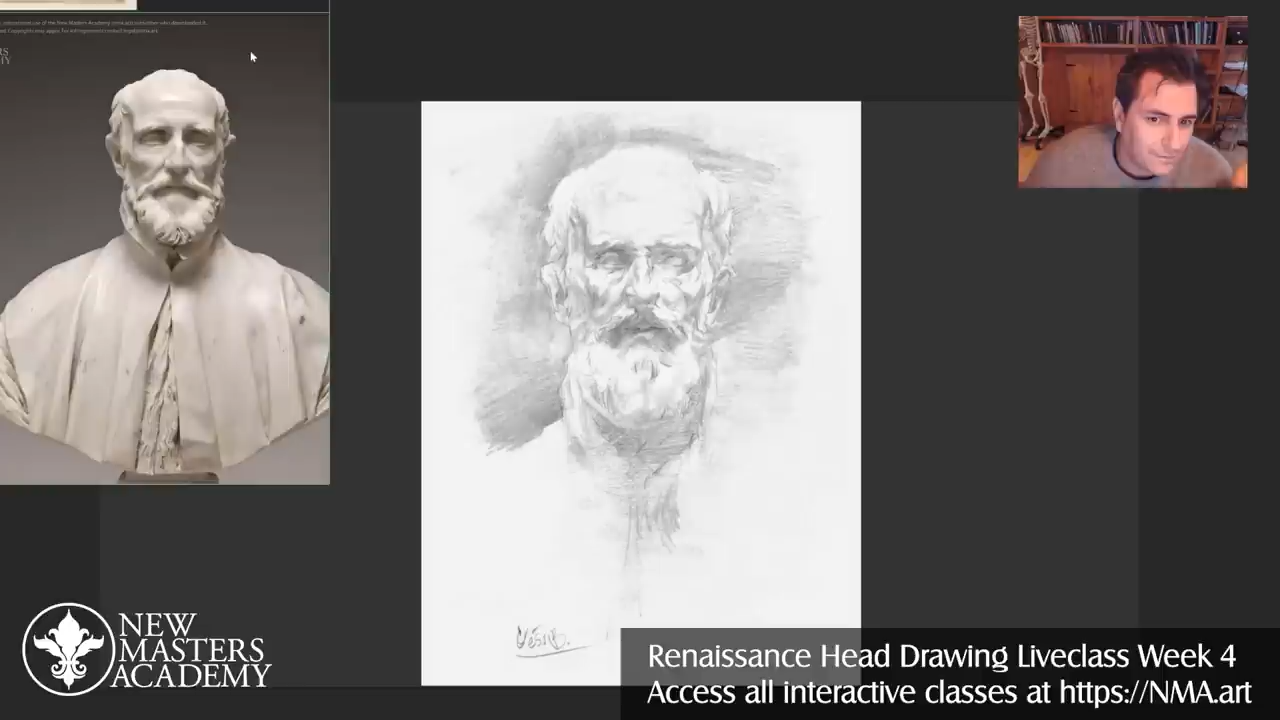 NEW
MASTERS
ACADEMY
Renaissance Head Drawing Liveclass Week 4
Access all interactive classes at https://NMA.art